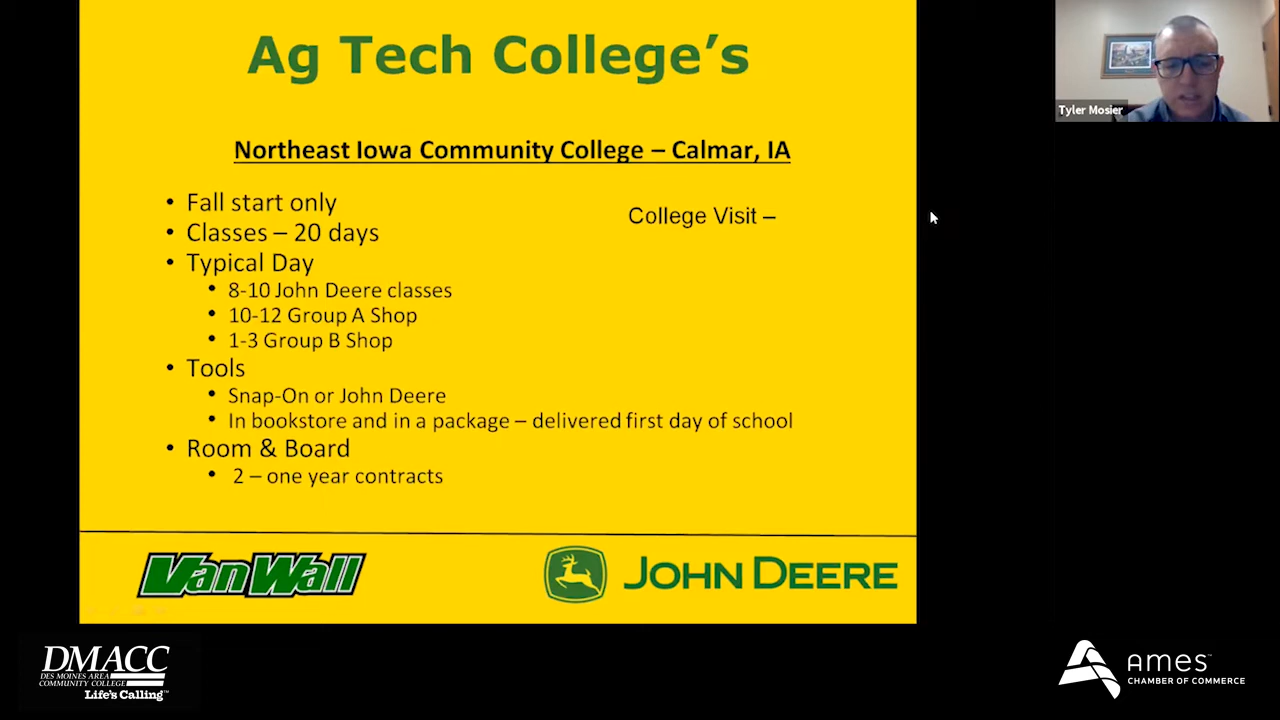 Ag Tech College’s
Northeast Iowa Community College – Calmar, IA
• Fall start only
• Classes – 20 days
• Typical Day
• 8-10 John Deere classes
• 10-12 Group A Shop
• 1-3 Group B Shop
• Tools
• Snap-On or John Deere
• In bookstore and in a package – delivered first day of school
• Room & Board
• 2 – one year contracts
College Visit –
VanWall
JOHN DEERE
Tyler Mosier
DMACC
DES MOINES AREA
COMMUNITY COLLEGE
Life's Calling™
AMES™
CHAMBER OF COMMERCE